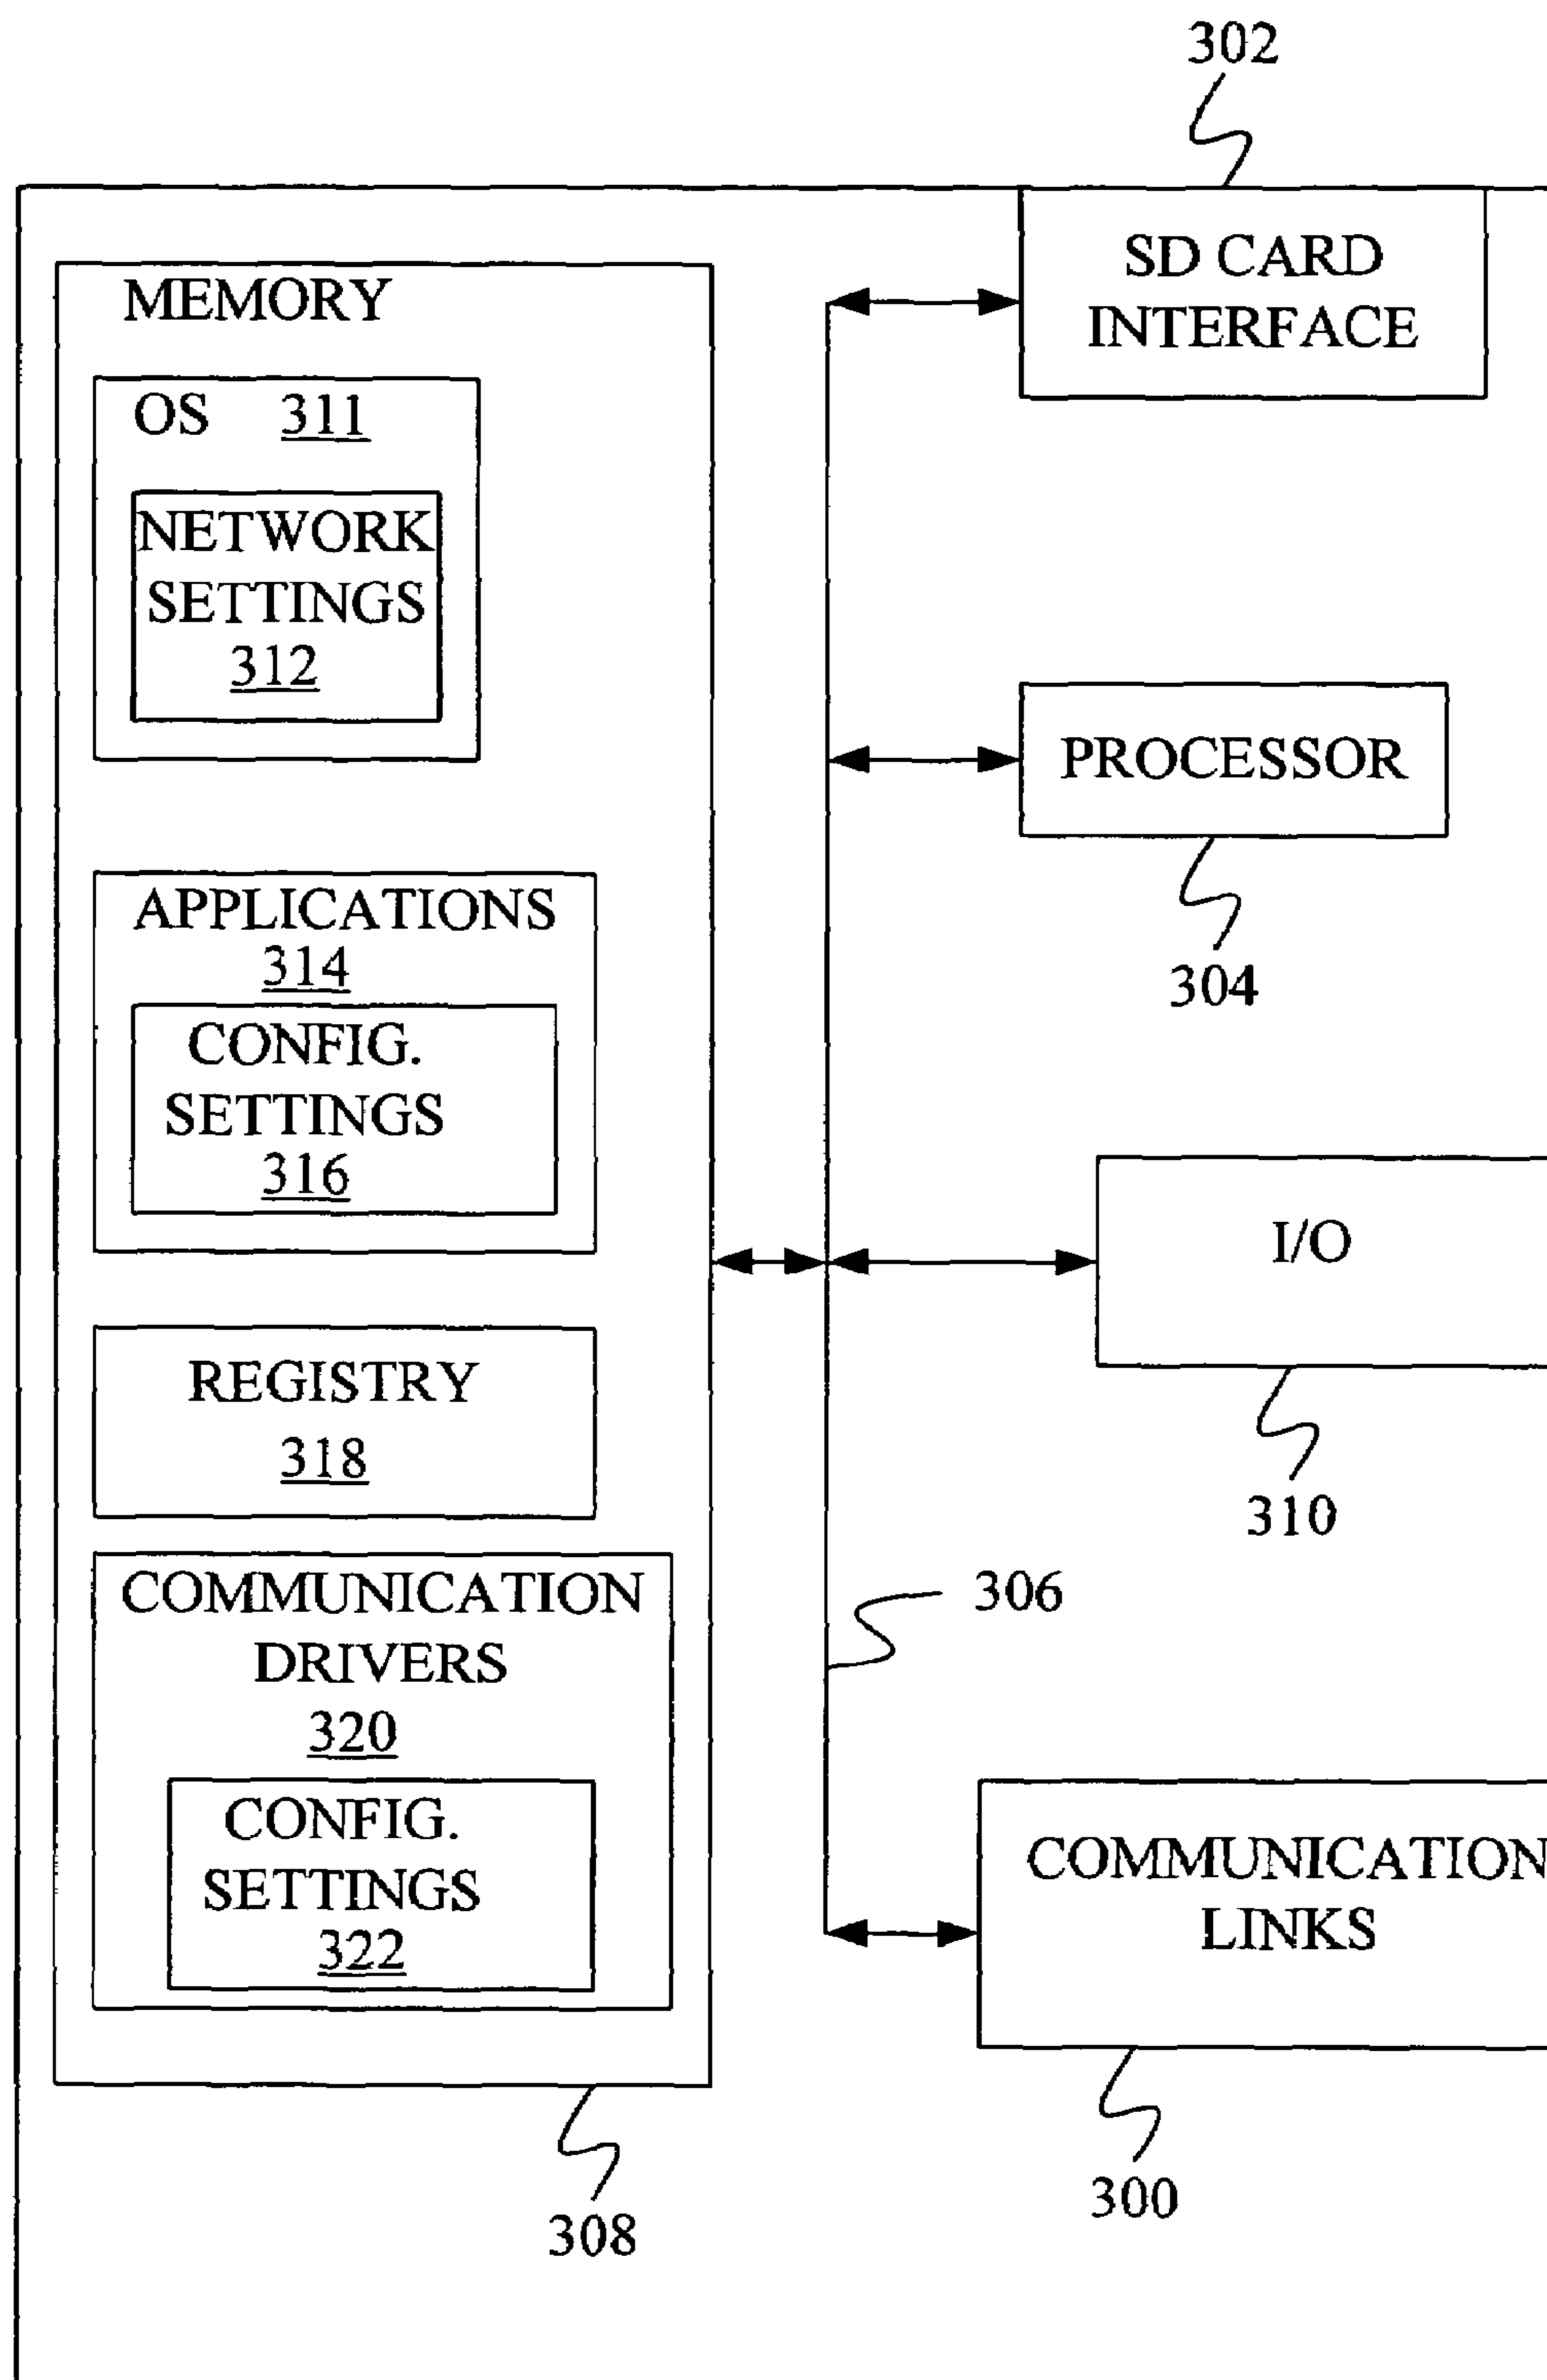 302
SD CARD
INTERFACE
MEMORY
OS 311
NETWORK
SETTINGS
312
PROCESSOR
304
APPLICATIONS
314
CONFIG.
SETTINGS
316
I/O
310
REGISTRY
318
306
COMMUNICATION
DRIVERS
320
CONFIG.
SETTINGS
322
COMMUNICATION
LINKS
300
308